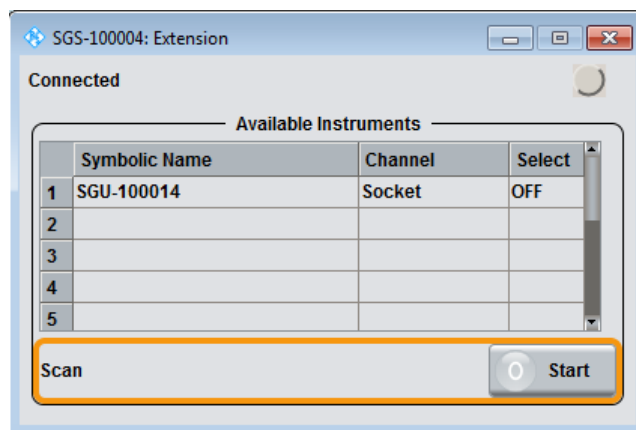 SGS-100004: Extension
Connected
Available Instruments
Symbolic Name Channel Select
1 SGU-100014 Socket OFF
2
3
4
5
Scan 0 Start